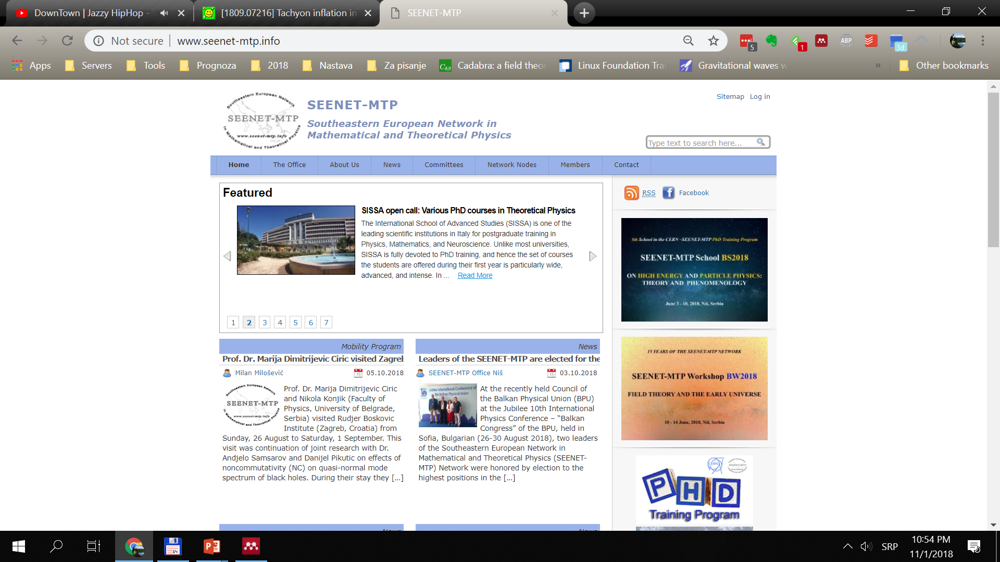 DownTown | Jazzy HipHop -
[1809.07216] Tachyon inflation in
SEENET-MTP
Not secure
www.seenet-mtp.info
5
1
ABP
3d
Apps
Servers
Tools
Prognoza
2018
Nastava
Za pisanje
Cadabra: a field theor
Linux Foundation Trai
Gravitational waves w
»
Other bookmarks
Southeastern European Network
SEENET-MTP
www.seenet-mtp.info
in Mathematical and Theoretical Physics
SEENET-MTP
Southeastern European Network in
Mathematical and Theoretical Physics
Sitemap Log in
Type text to search here...
Home
The Office
About Us
News
Committees
Network Nodes
Members
Contact
Featured
SISSA open call: Various PhD courses in Theoretical Physics
The International School of Advanced Studies (SISSA) is one of the
leading scientific institutions in Italy for postgraduate training in
Physics, Mathematics, and Neuroscience. Unlike most universities,
SISSA is fully devoted to PhD training, and hence the set of courses
the students are offered during their first year is particularly wide,
advanced, and intense. In ... Read More
1 2 3 4 5 6 7
Mobility Program
Prof. Dr. Marija Dimitrijevic Ciric visited Zagreb
Milan Milošević
05.10.2018
SEENET-MTP
www.seenet-mtp.info
Prof. Dr. Marija Dimitrijevic Ciric
and Nikola Konjik (Faculty of
Physics, University of Belgrade,
Serbia) visited Rudjer Boskovic
Institute (Zagreb, Croatia) from
Sunday, 26 August to Saturday, 1 September. This
visit was continuation of joint research with Dr.
Andjelo Samsarov and Danijel Pikutic on effects of
noncommutativity (NC) on quasi-normal mode
spectrum of black holes. During their stay they [...]
News
Leaders of the SEENET-MTP are elected for the
SEENET-MTP Office Niš
03.10.2018
Jubilee International Conference of
the Balkan Physical Union
At the recently held Council of
the Balkan Physical Union (BPU)
at the Jubilee 10th International
Physics Conference – “Balkan
Congress” of the BPU, held in
Sofia, Bulgarian (26-30 August 2018), two leaders
of the Southeastern European Network in
Mathematical and Theoretical Physics (SEENET-
MTP) Network were honored by election to the
highest positions in the [...]
News
News
RSS
Facebook
5th School in the CERN –SEENET-MTP PhD Training Program
SEENET-MTP School BS2018
ON HIGH ENERGY AND PARTICLE PHYSICS:
THEORY AND PHENOMENOLOGY
June 3 - 10, 2018, Niš, Serbia
15 YEARS OF THE SEENET-MTP NETWORK
SEENET-MTP Workshop BW2018
FIELD THEORY AND THE EARLY UNIVERSE
10 - 14 June, 2018, Niš, Serbia
CERN
SEENET-MTP
PHD
Training Program
64
SRP
10:54 PM
11/1/2018